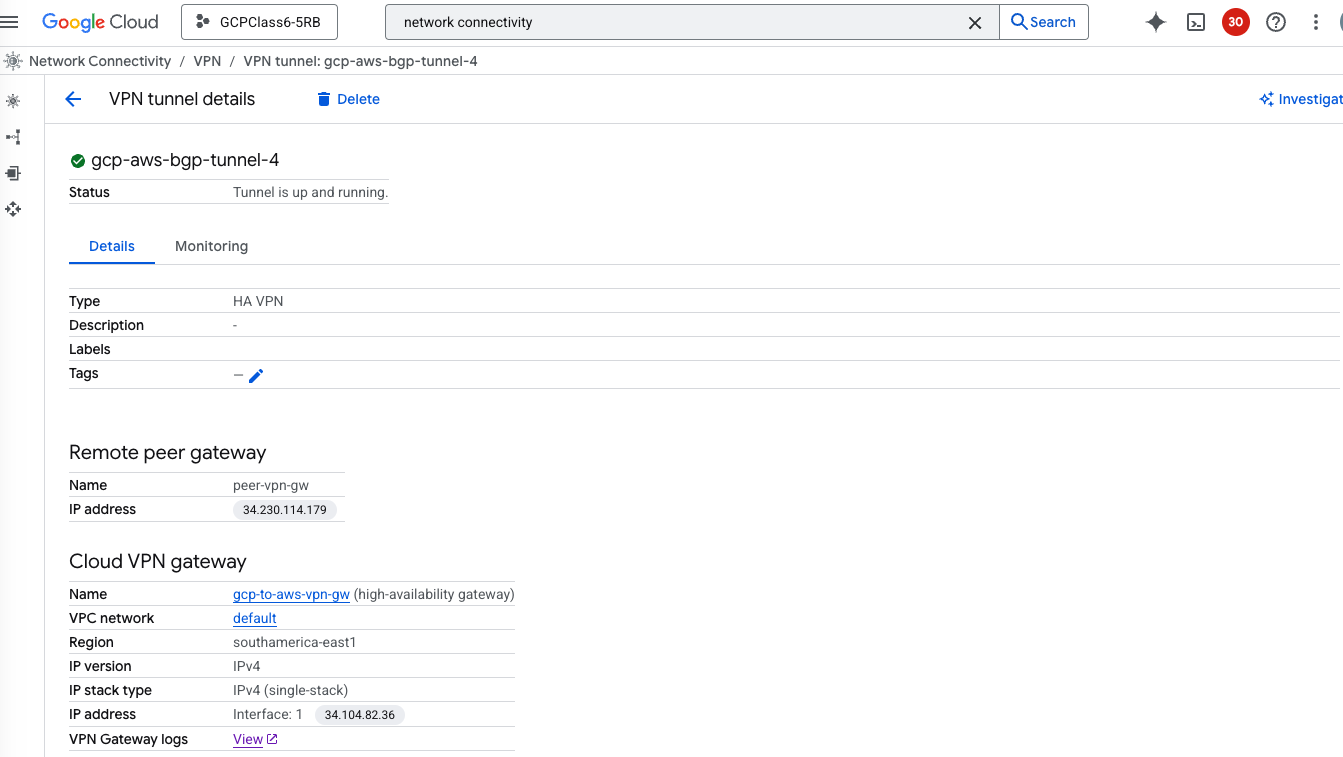 Google Cloud
GCPClass6-5RB
network connectivity
Search
30
Network Connectivity / VPN / VPN tunnel: gcp-aws-bgp-tunnel-4
VPN tunnel details
Delete
Investigat
gcp-aws-bgp-tunnel-4
Status Tunnel is up and running.
Details Monitoring
Type HA VPN
Description -
Labels
Tags —
Remote peer gateway
Name peer-vpn-gw
IP address 34.230.114.179
Cloud VPN gateway
Name gcp-to-aws-vpn-gw (high-availability gateway)
VPC network default
Region southamerica-east1
IP version IPv4
IP stack type IPv4 (single-stack)
IP address Interface: 1 34.104.82.36
VPN Gateway logs View